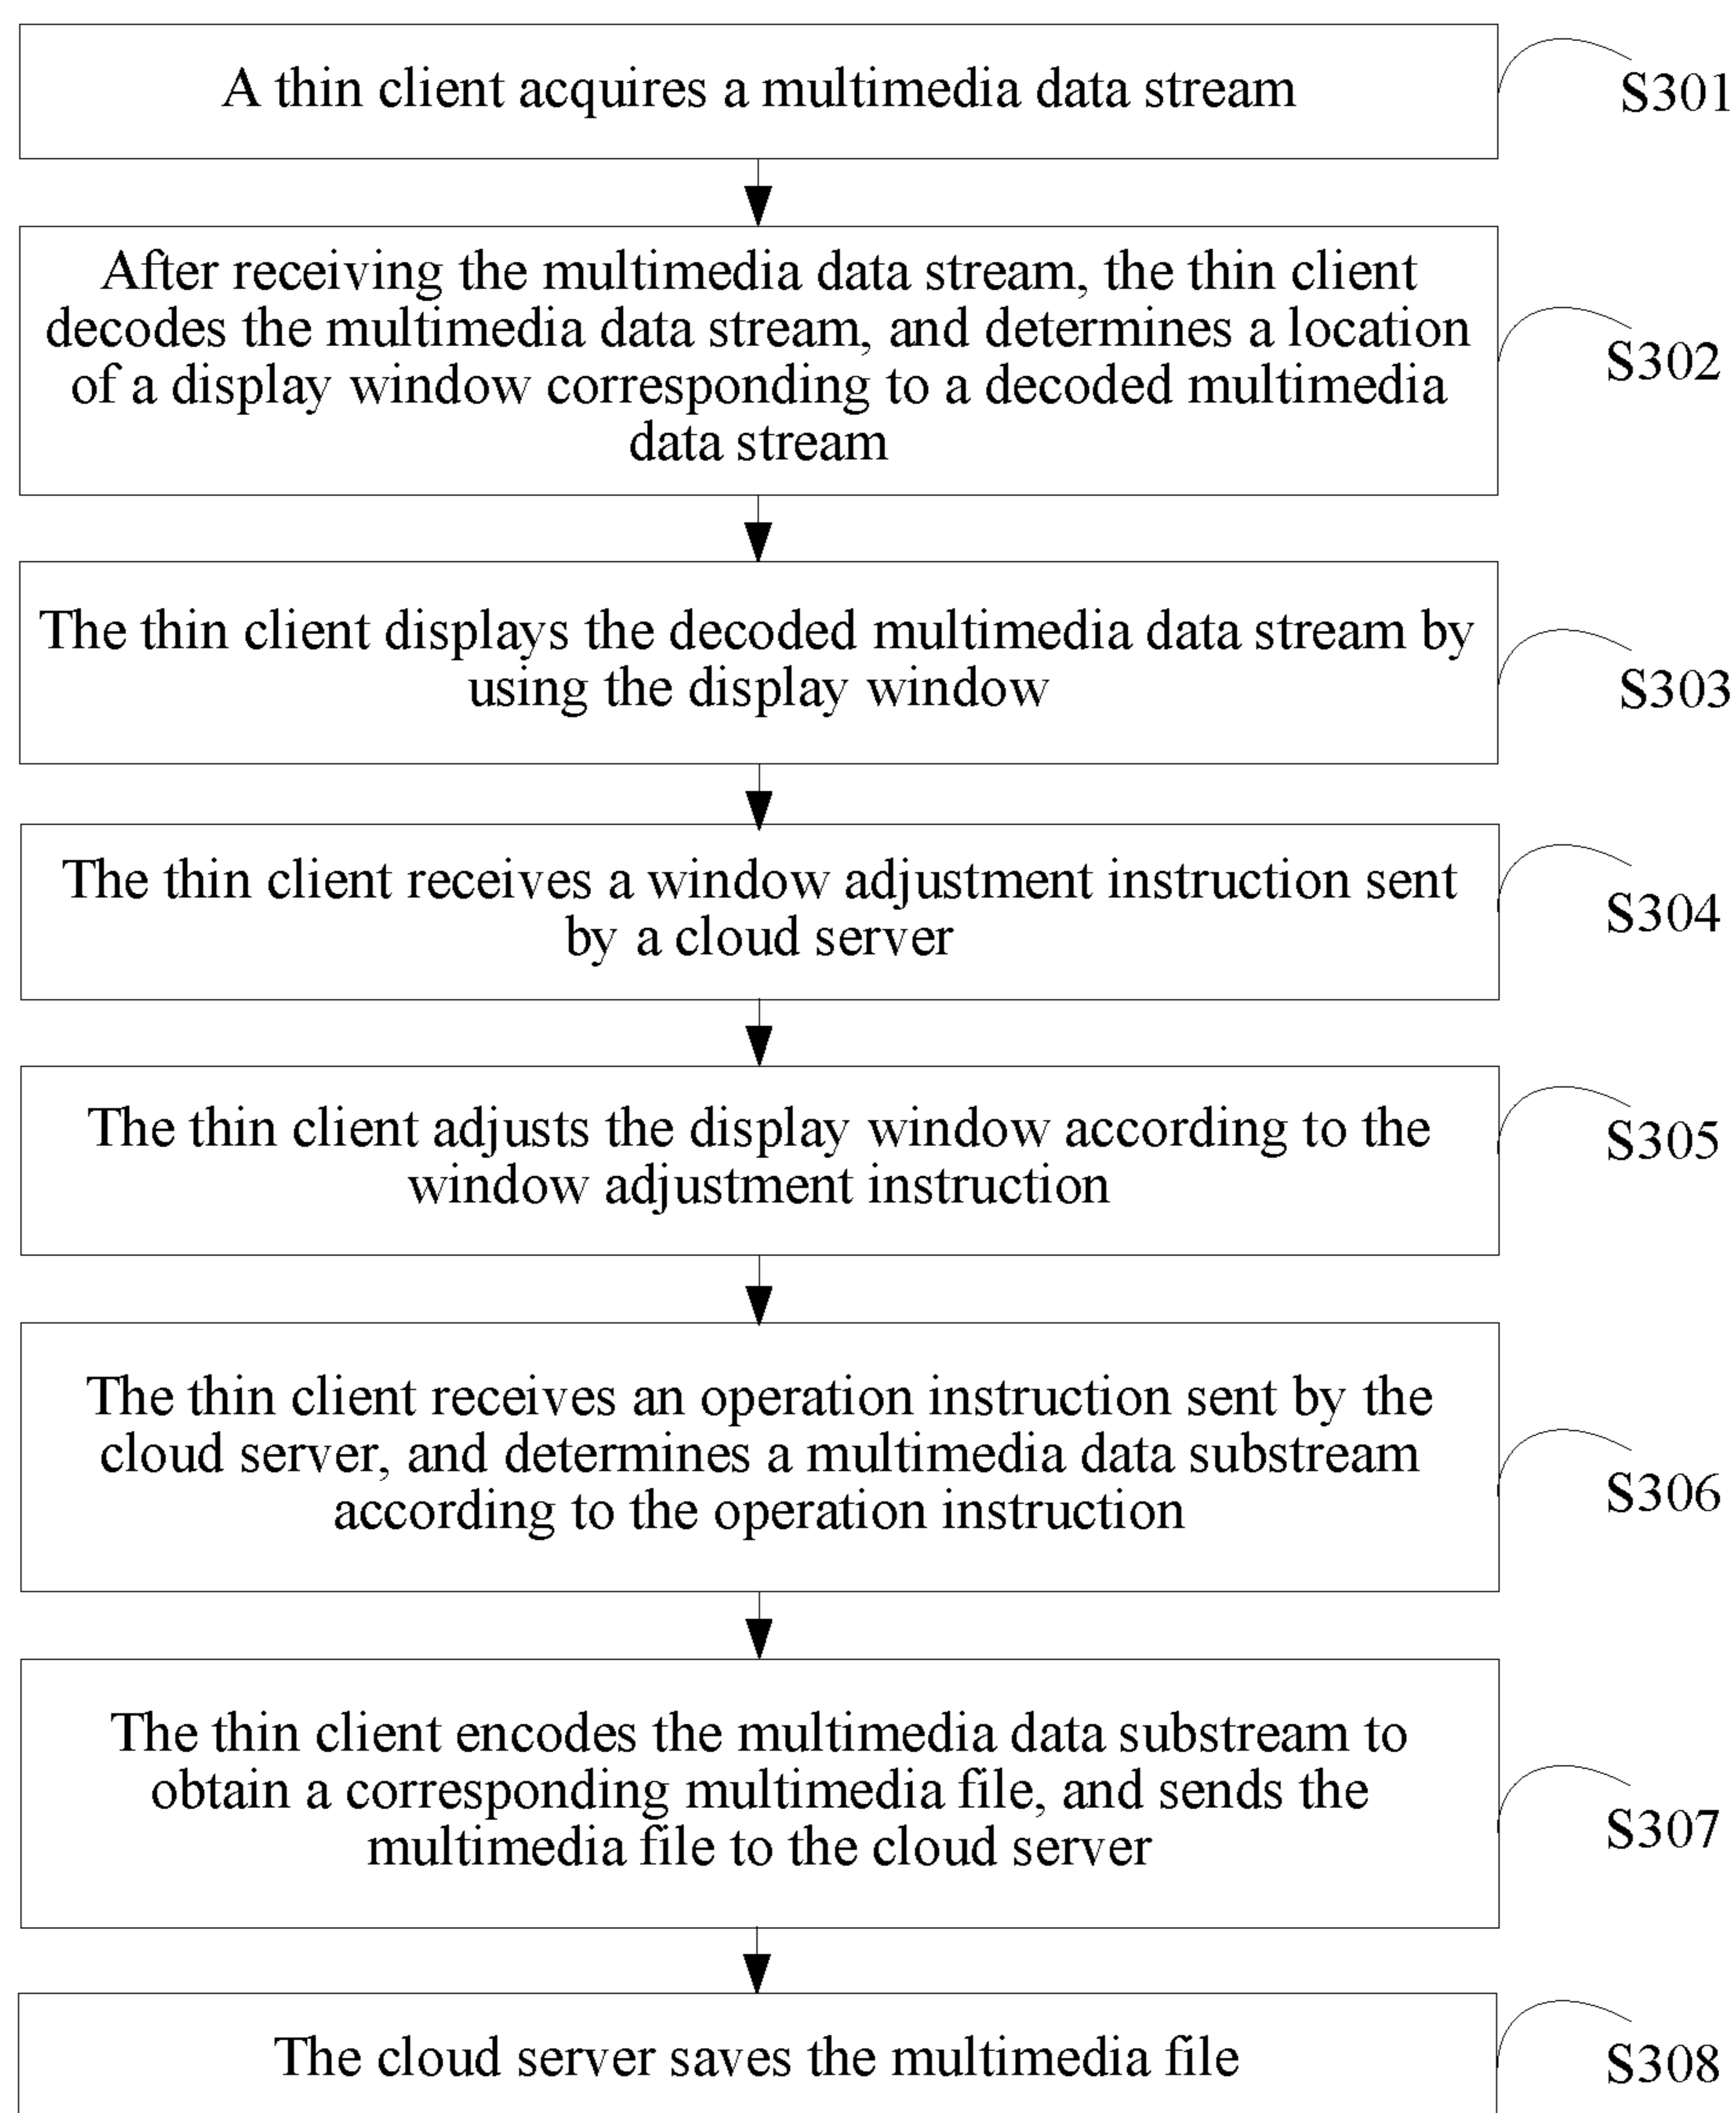 A thin client acquires a multimedia data stream
S301
After receiving the multimedia data stream, the thin client
decodes the multimedia data stream, and determines a location
of a display window corresponding to a decoded multimedia
data stream
S302
The thin client displays the decoded multimedia data stream by
using the display window
S303
The thin client receives a window adjustment instruction sent
by a cloud server
S304
The thin client adjusts the display window according to the
window adjustment instruction
S305
The thin client receives an operation instruction sent by the
cloud server, and determines a multimedia data substream
according to the operation instruction
S306
The thin client encodes the multimedia data substream to
obtain a corresponding multimedia file, and sends the
multimedia file to the cloud server
S307
The cloud server saves the multimedia file
S308